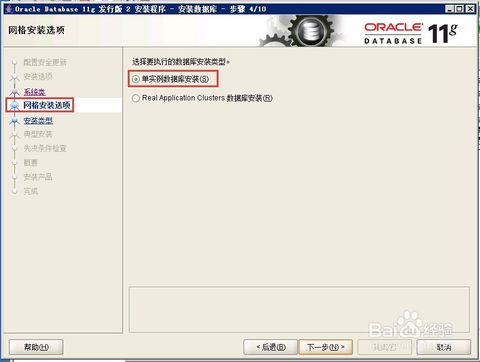 Oracle Database 11g 发行版 2 安装程序 - 安装数据库 - 步骤 4/10
网格安装选项
ORACLE
DATABASE 11g
配置安全更新
安装选项
系统类
网格安装选项
安装类型
典型安装
先决条件检查
概要
安装产品
完成
选择要执行的数据库安装类型。
单实例数据库安装(S)
Real Application Clusters 数据库安装(R)
帮助(H)
< 后退(B)
下一步(N) >
取消
Baidu经验